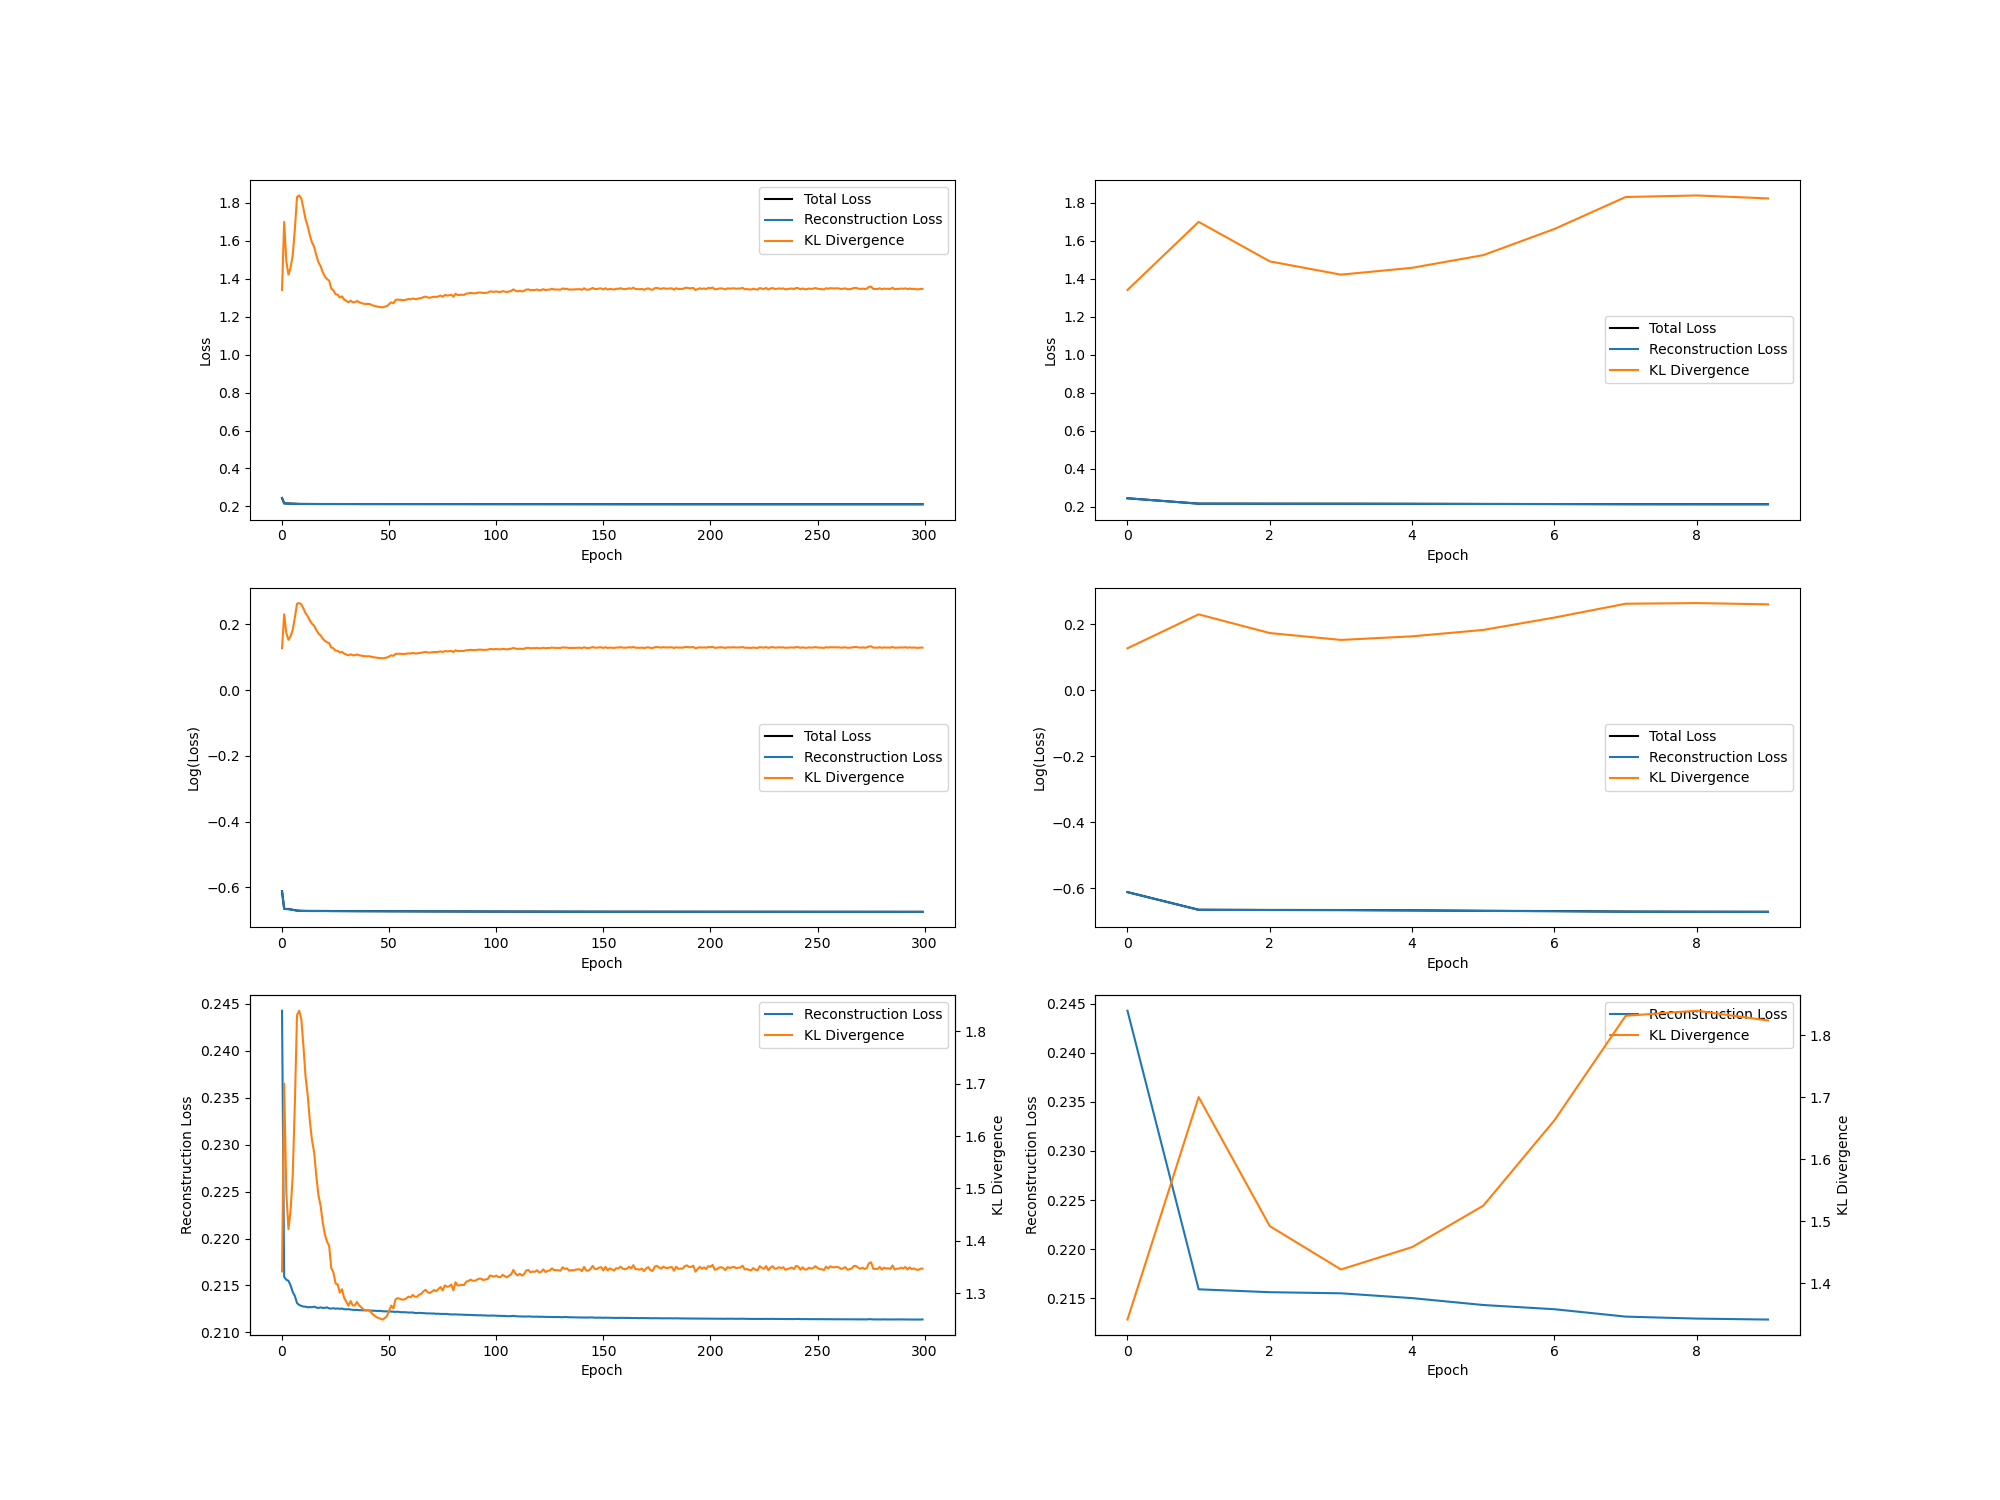 1.8
1.6
1.4
1.2
1.0
0.8
0.6
0.4
0.2
Loss
0 50 100 150 200 250 300
Epoch
Total Loss
Reconstruction Loss
KL Divergence
1.8
1.6
1.4
1.2
1.0
0.8
0.6
0.4
0.2
Loss
0 2 4 6 8
Epoch
Total Loss
Reconstruction Loss
KL Divergence
0.2
0.0
−0.2
−0.4
−0.6
Log(Loss)
0 50 100 150 200 250 300
Epoch
Total Loss
Reconstruction Loss
KL Divergence
0.2
0.0
−0.2
−0.4
−0.6
Log(Loss)
0 2 4 6 8
Epoch
Total Loss
Reconstruction Loss
KL Divergence
0.245
0.240
0.235
0.230
0.225
0.220
0.215
0.210
Reconstruction Loss
0 50 100 150 200 250 300
Epoch
Reconstruction Loss
KL Divergence
1.8
1.7
1.6
1.5
1.4
1.3
KL Divergence
0.245
0.240
0.235
0.230
0.225
0.220
0.215
Reconstruction Loss
0 2 4 6 8
Epoch
Reconstruction Loss
KL Divergence
1.8
1.7
1.6
1.5
1.4
KL Divergence